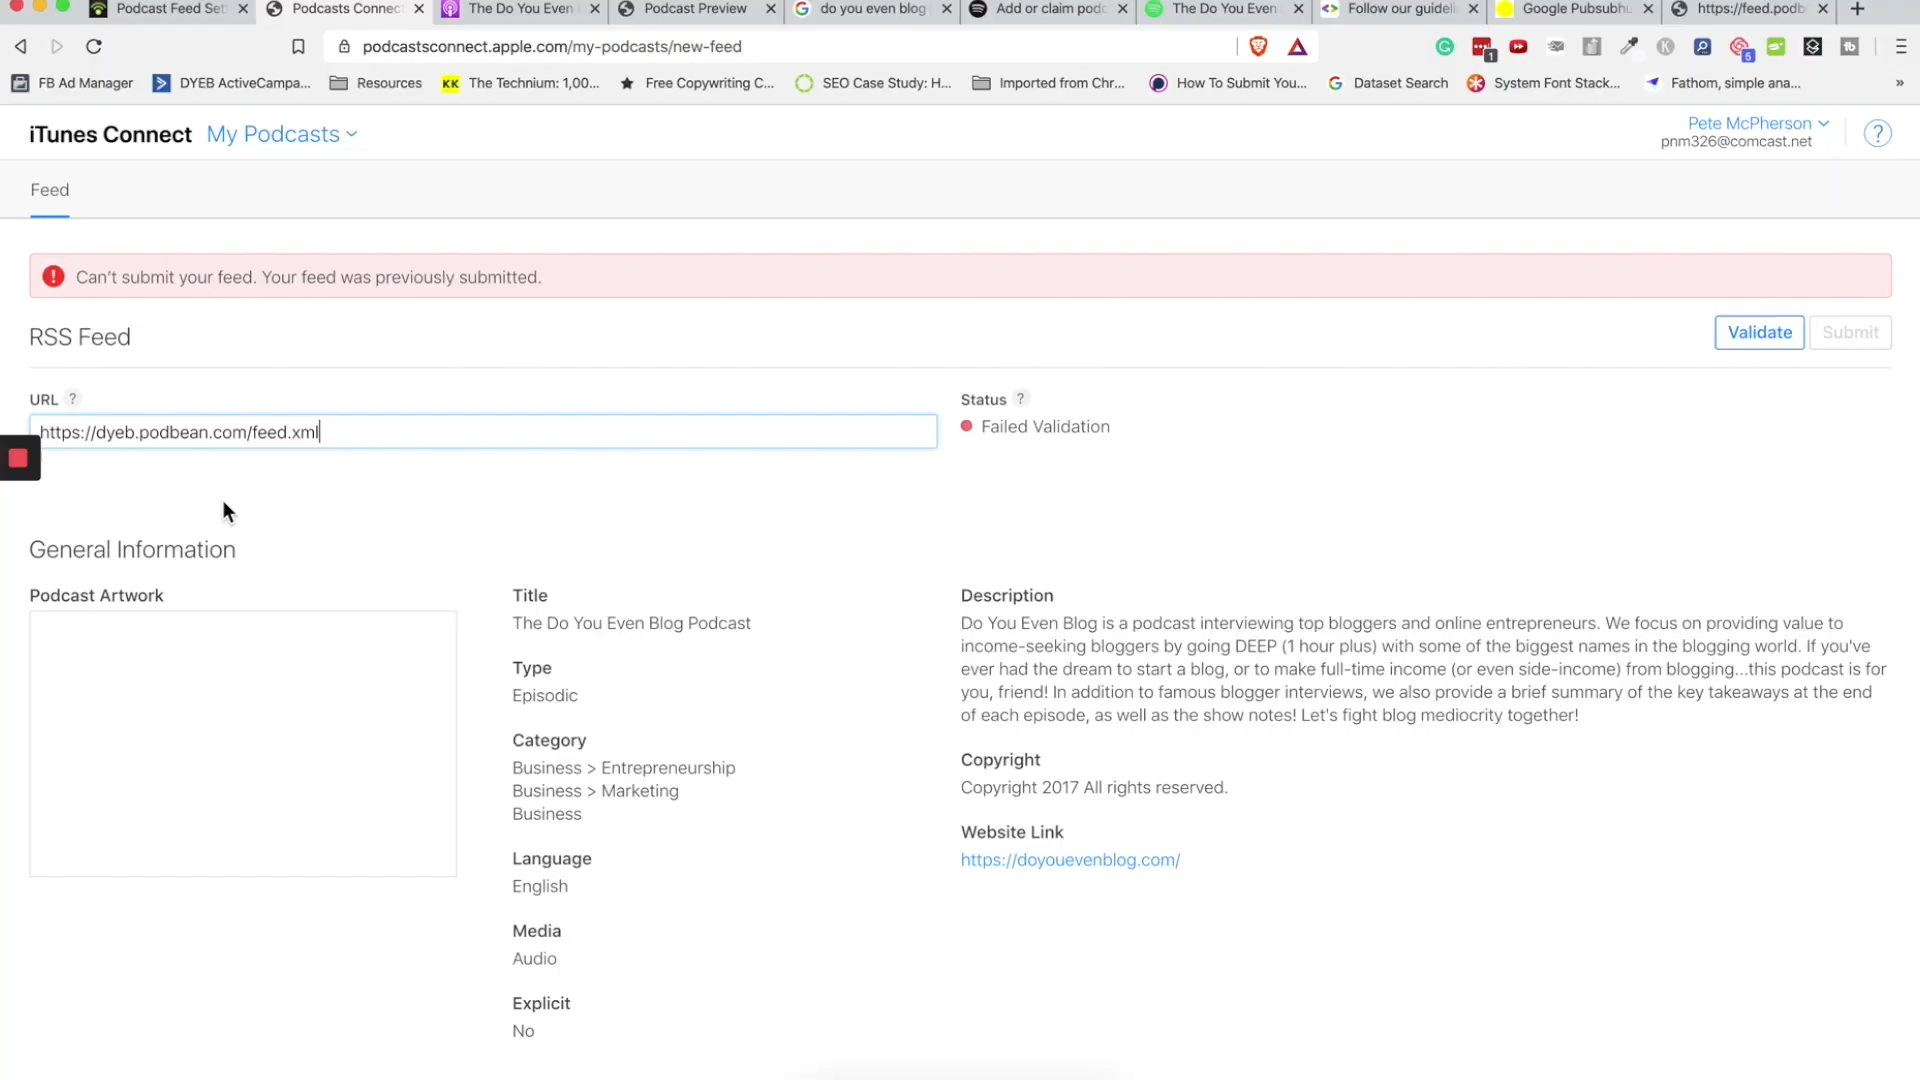 Podcast Feed Set
Podcasts Connect
The Do You Even
Podcast Preview
do you even blog
Add or claim podc
The Do You Even
Follow our guideli
Google Pubsubhu
https://feed.podb
podcastsconnect.apple.com/my-podcasts/new-feed
1
5
FB Ad Manager
DYEB ActiveCampa...
Resources
KK The Technium: 1,00...
Free Copywriting C...
SEO Case Study: H...
Imported from Chr...
How To Submit You...
Dataset Search
System Font Stack...
Fathom, simple ana...
»
iTunes Connect My Podcasts
Pete McPherson
pnm326@comcast.net
?
Feed
! Can't submit your feed. Your feed was previously submitted.
RSS Feed
Validate
Submit
URL ?
https://dyeb.podbean.com/feed.xml
Status ?
Failed Validation
General Information
Podcast Artwork
Title
The Do You Even Blog Podcast
Type
Episodic
Category
Business > Entrepreneurship
Business > Marketing
Business
Language
English
Media
Audio
Explicit
No
Description
Do You Even Blog is a podcast interviewing top bloggers and online entrepreneurs. We focus on providing value to
income-seeking bloggers by going DEEP (1 hour plus) with some of the biggest names in the blogging world. If you've
ever had the dream to start a blog, or to make full-time income (or even side-income) from blogging...this podcast is for
you, friend! In addition to famous blogger interviews, we also provide a brief summary of the key takeaways at the end
of each episode, as well as the show notes! Let's fight blog mediocrity together!
Copyright
Copyright 2017 All rights reserved.
Website Link
https://doyouevenblog.com/